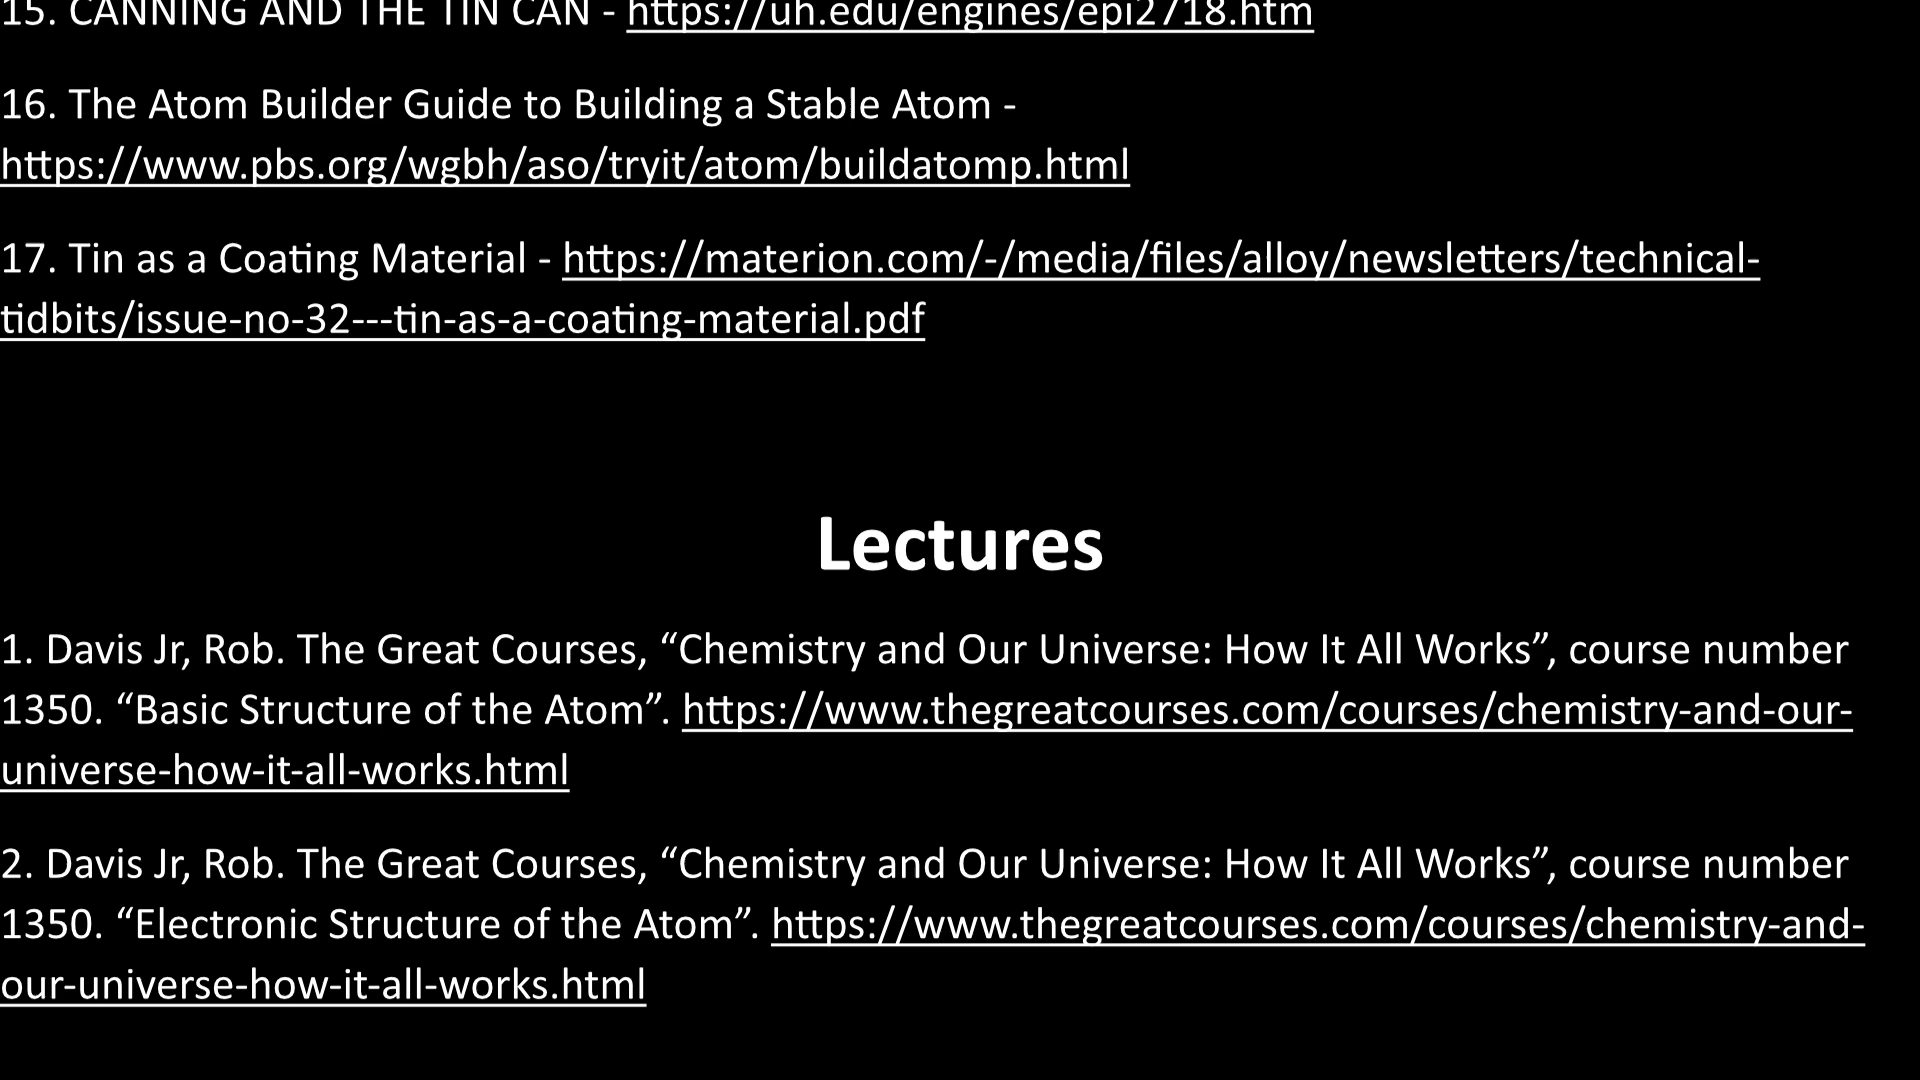 15. CANNING AND THE TIN CAN - https://uh.edu/engines/epi2718.htm
16. The Atom Builder Guide to Building a Stable Atom -
https://www.pbs.org/wgbh/aso/tryit/atom/buildatomp.html
17. Tin as a Coating Material - https://materion.com/-/media/files/alloy/newsletters/technical-
tidbits/issue-no-32---tin-as-a-coating-material.pdf
Lectures
1. Davis Jr, Rob. The Great Courses, “Chemistry and Our Universe: How It All Works”, course number
1350. “Basic Structure of the Atom”. https://www.thegreatcourses.com/courses/chemistry-and-our-
universe-how-it-all-works.html
2. Davis Jr, Rob. The Great Courses, “Chemistry and Our Universe: How It All Works”, course number
1350. “Electronic Structure of the Atom”. https://www.thegreatcourses.com/courses/chemistry-and-
our-universe-how-it-all-works.html